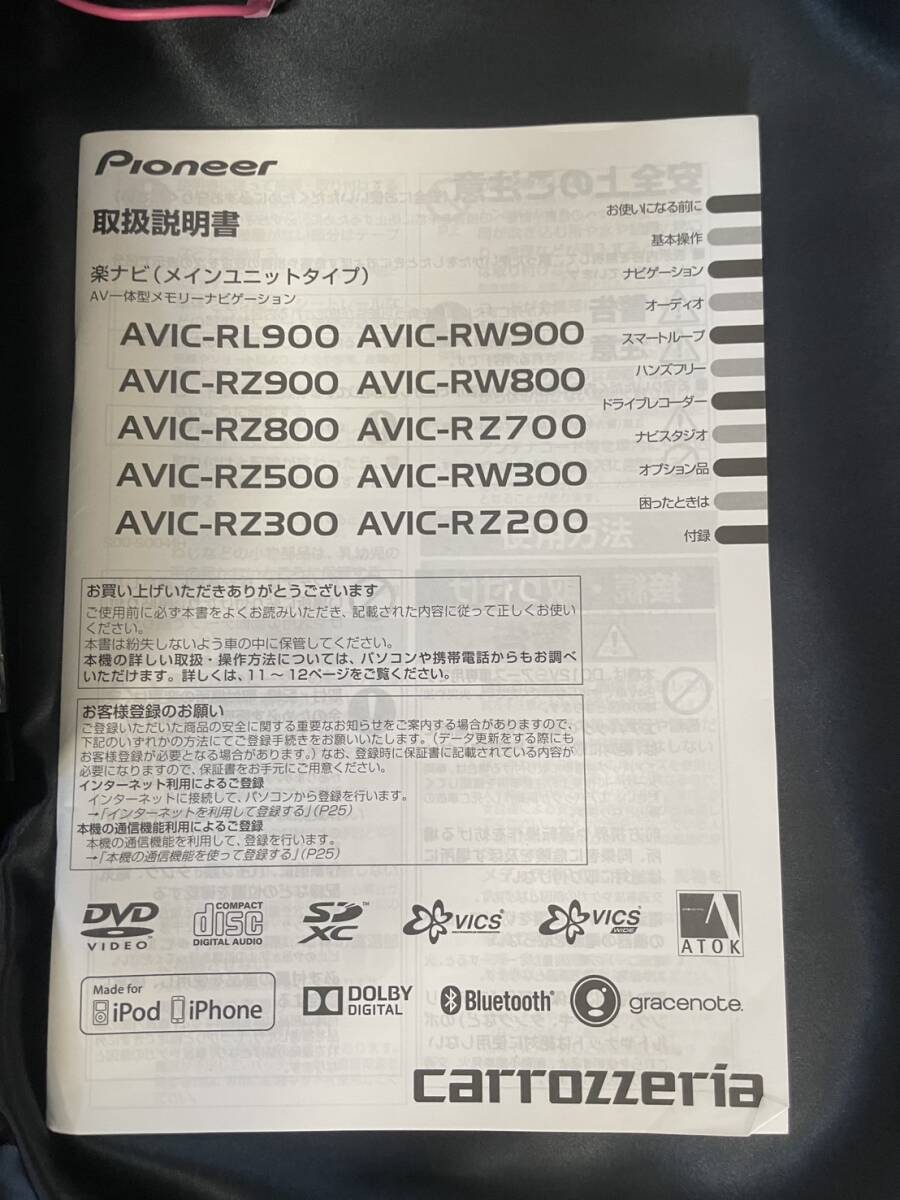 Pioneer
取扱説明書
楽ナビ(メインユニットタイプ)
AV一体型メモリーナビゲーション
AVIC-RL900 AVIC-RW900
AVIC-RZ900 AVIC-RW800
AVIC-RZ800 AVIC-RZ700
AVIC-RZ500 AVIC-RW300
AVIC-RZ300 AVIC-RZ200
お使いになる前に
基本操作
ナビゲーション
オーディオ
スマートループ
ハンズフリー
ドライブレコーダー
ナビスタジオ
オプション品
困ったときは
付録
お買い上げいただきありがとうございます
ご使用前に必ず本書をよくお読みいただき、記載された内容に従って正しくお使い
ください。
本書は紛失しないよう車の中に保管してください。
本機の詳しい取扱・操作方法については、パソコンや携帯電話からもお調べ
いただけます。詳しくは、11～12ページをご覧ください。
お客様登録のお願い
ご登録いただいた商品の安全に関する重要なお知らせをご案内する場合がありますので、
下記のいずれかの方法にてご登録手続きをお願いいたします。(データ更新をする際にも
お客様登録が必要となる場合があります。)なお、登録時に保証書に記載されている内容が
必要になりますので、保証書をお手元にご用意ください。
インターネット利用によるご登録
インターネットに接続して、パソコンから登録を行います。
→「インターネットを利用して登録する」(P25)
本機の通信機能利用によるご登録
本機の通信機能を利用して、登録を行います。
→「本機の通信機能を使って登録する」(P25)
DVD VIDEO™
COMPACT disc DIGITAL AUDIO
SD XC™
VICS®
VICS® WIDE
ATOK
Made for
iPod iPhone
DOLBY DIGITAL
Bluetooth®
gracenote.
carrozzeria